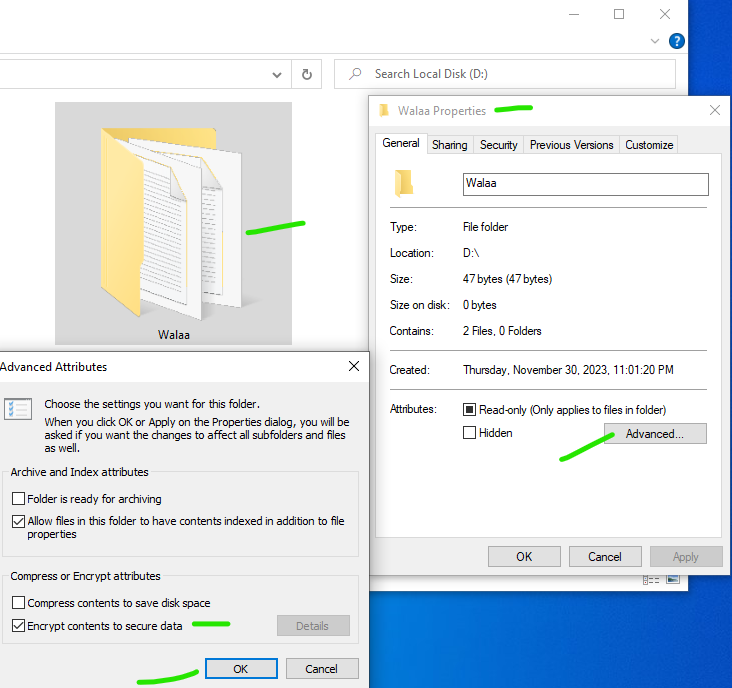 ?
Search Local Disk (D:)
Walaa
Walaa Properties
General Sharing Security Previous Versions Customize
Walaa
Type: File folder
Location: D:\
Size: 47 bytes (47 bytes)
Size on disk: 0 bytes
Contains: 2 Files, 0 Folders
Created: Thursday, November 30, 2023, 11:01:20 PM
Attributes: Read-only (Only applies to files in folder)
Hidden
Advanced...
OK Cancel Apply
Advanced Attributes
Choose the settings you want for this folder.
When you click OK or Apply on the Properties dialog, you will be
asked if you want the changes to affect all subfolders and files
as well.
Archive and Index attributes
Folder is ready for archiving
Allow files in this folder to have contents indexed in addition to file
properties
Compress or Encrypt attributes
Compress contents to save disk space
Encrypt contents to secure data
Details
OK Cancel